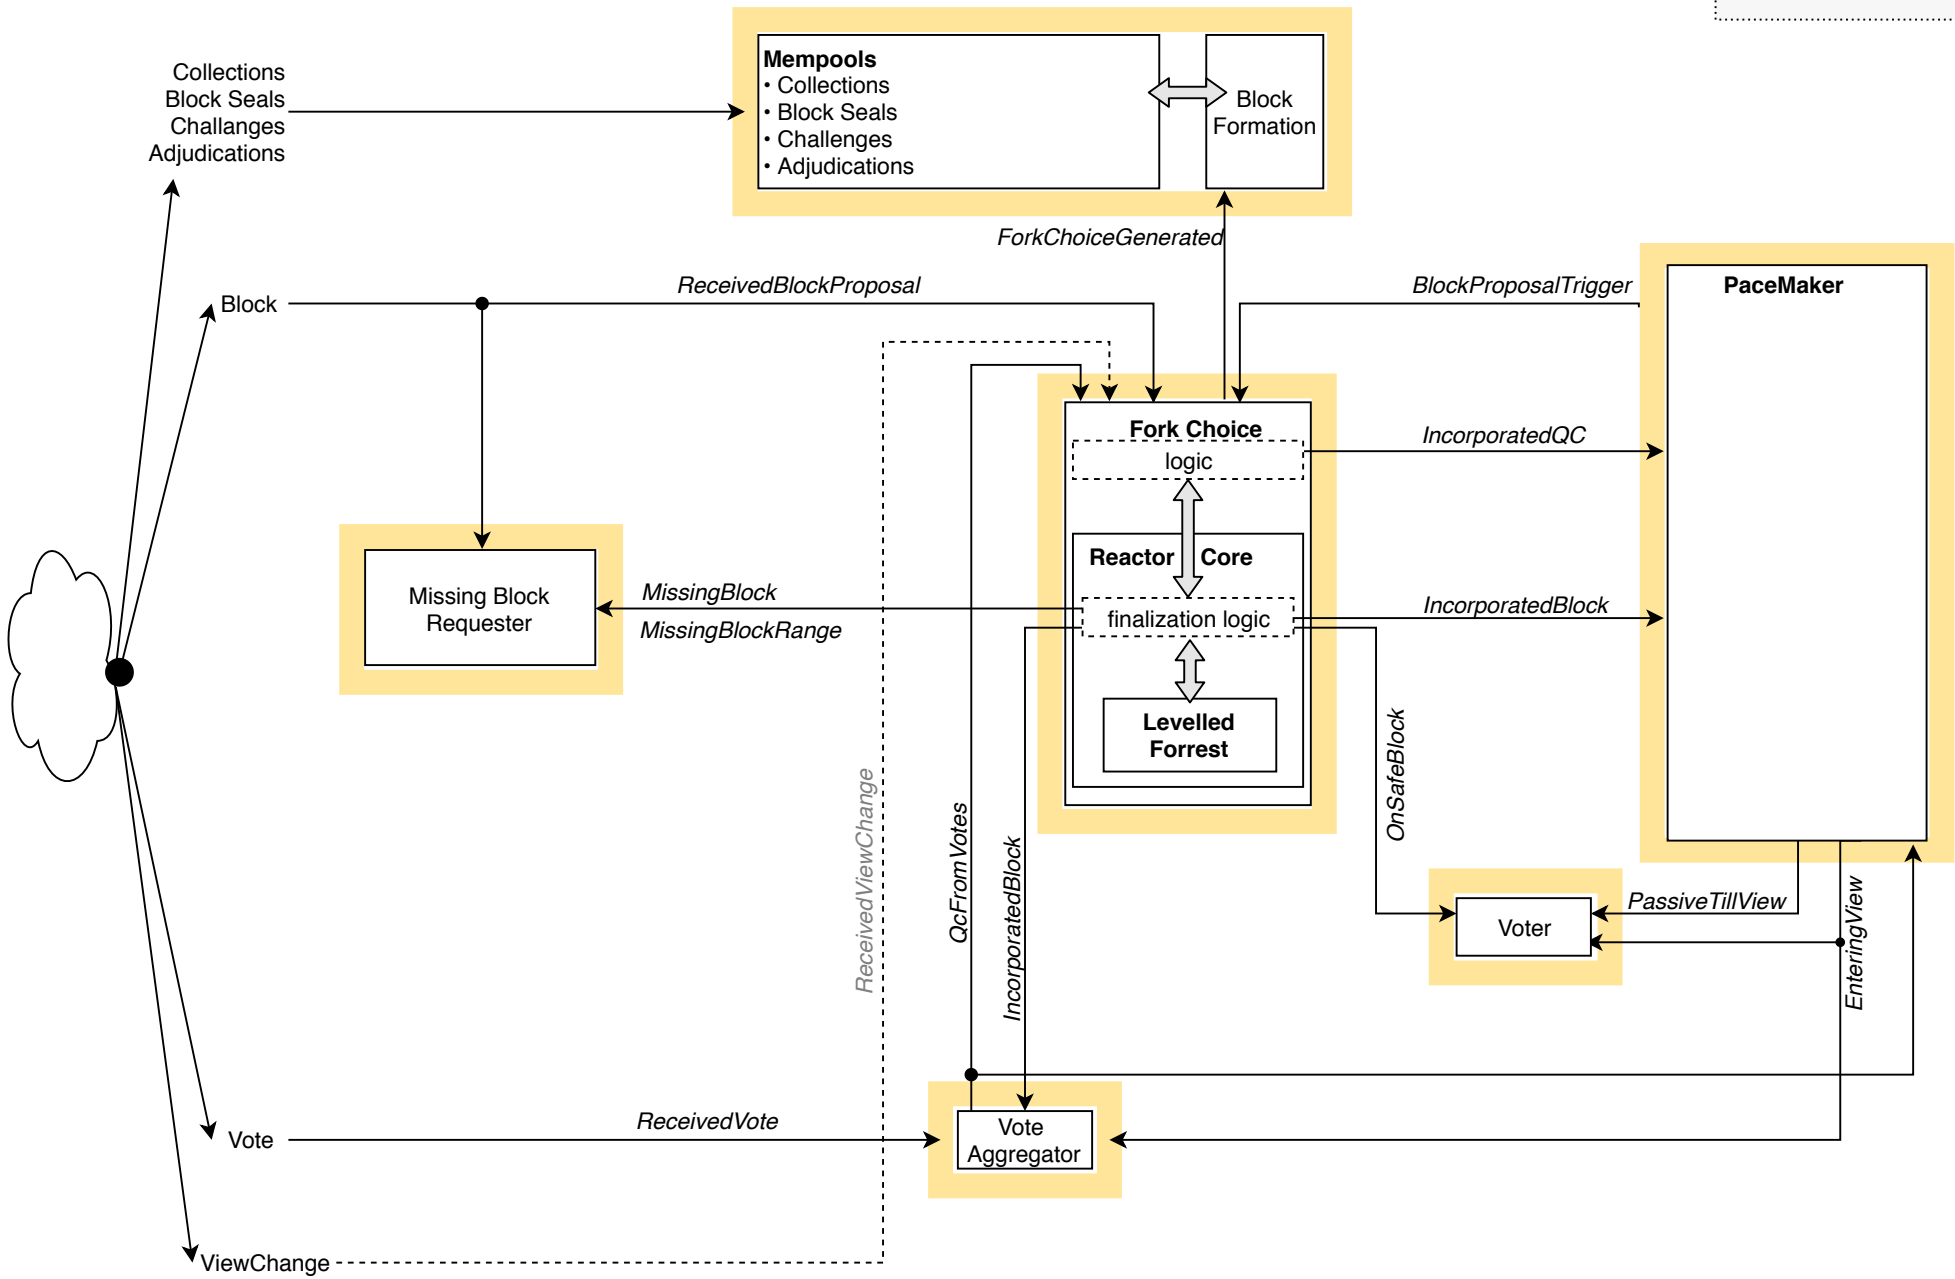 Collections
Block Seals
Challanges
Adjudications
Mempools
• Collections
• Block Seals
• Challenges
• Adjudications
Block
Formation
ForkChoiceGenerated
Block
ReceivedBlockProposal
BlockProposalTrigger
PaceMaker
Fork Choice
logic
IncorporatedQC
Reactor Core
finalization logic
IncorporatedBlock
Missing Block
Requester
MissingBlock
MissingBlockRange
Levelled
Forrest
OnSafeBlock
ReceivedViewChange
QcFromVotes
IncorporatedBlock
Voter
PassiveTillView
EnteringView
Vote
ReceivedVote
Vote
Aggregator
ViewChange